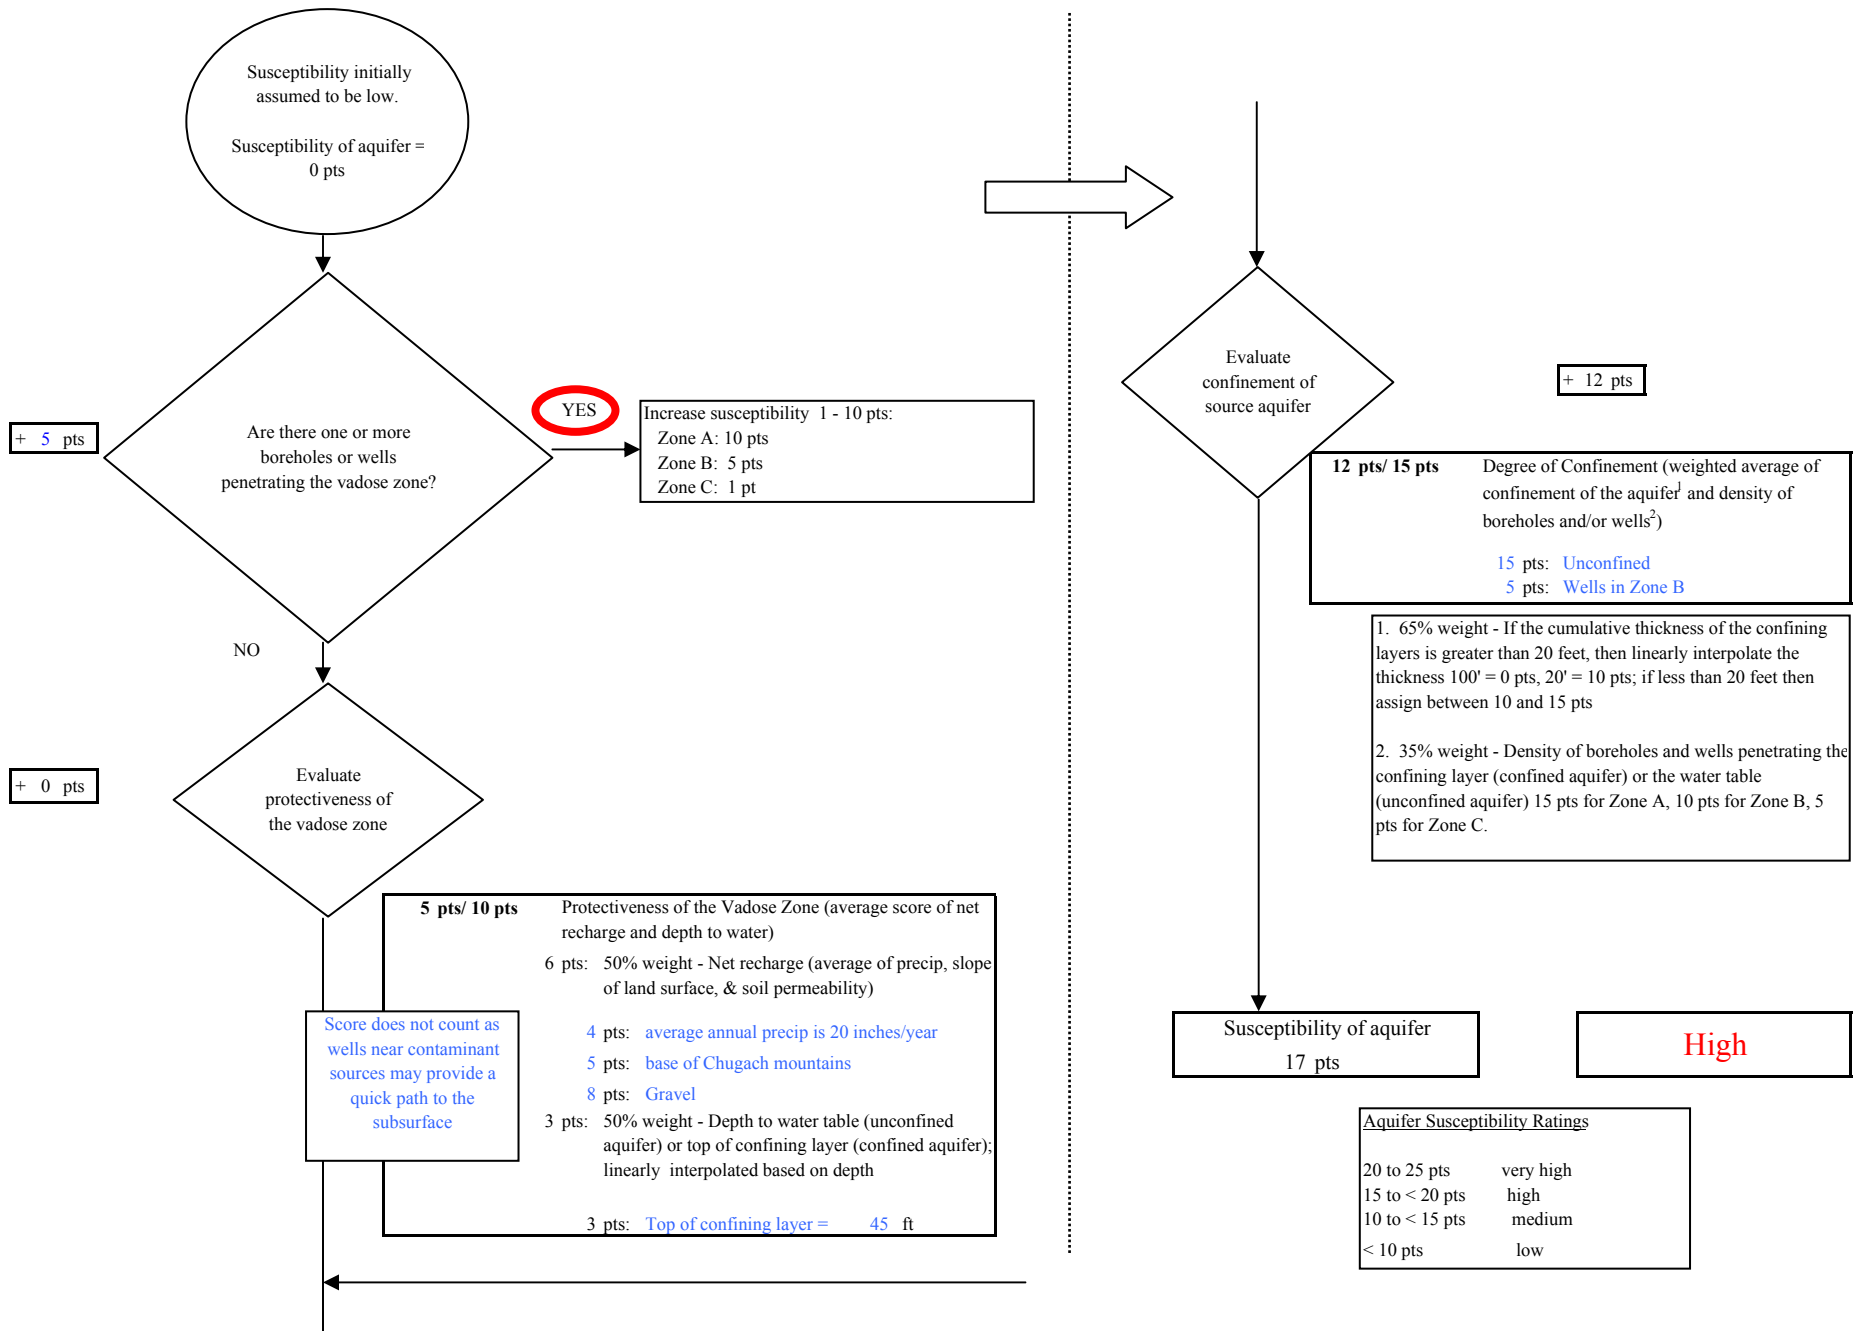 Susceptibility initially
assumed to be low.
Susceptibility of aquifer =
0 pts
+ 5 pts
Are there one or more
boreholes or wells
penetrating the vadose zone?
YES
Increase susceptibility 1 - 10 pts:
Zone A: 10 pts
Zone B: 5 pts
Zone C: 1 pt
NO
+ 0 pts
Evaluate
protectiveness of
the vadose zone
5 pts/ 10 pts
Protectiveness of the Vadose Zone (average score of net
recharge and depth to water)
6 pts: 50% weight - Net recharge (average of precip, slope
of land surface, & soil permeability)
4 pts: average annual precip is 20 inches/year
5 pts: base of Chugach mountains
8 pts: Gravel
3 pts: 50% weight - Depth to water table (unconfined
aquifer) or top of confining layer (confined aquifer);
linearly interpolated based on depth
3 pts: Top of confining layer = 45 ft
Score does not count as
wells near contaminant
sources may provide a
quick path to the
subsurface
Evaluate
confinement of
source aquifer
+ 12 pts
12 pts/ 15 pts
Degree of Confinement (weighted average of
confinement of the aquifer1 and density of
boreholes and/or wells2)
15 pts: Unconfined
5 pts: Wells in Zone B
1. 65% weight - If the cumulative thickness of the confining
layers is greater than 20 feet, then linearly interpolate the
thickness 100' = 0 pts, 20' = 10 pts; if less than 20 feet then
assign between 10 and 15 pts
2. 35% weight - Density of boreholes and wells penetrating the
confining layer (confined aquifer) or the water table
(unconfined aquifer) 15 pts for Zone A, 10 pts for Zone B, 5
pts for Zone C.
Susceptibility of aquifer
17 pts
High
Aquifer Susceptibility Ratings
20 to 25 pts very high
15 to < 20 pts high
10 to < 15 pts medium
< 10 pts low